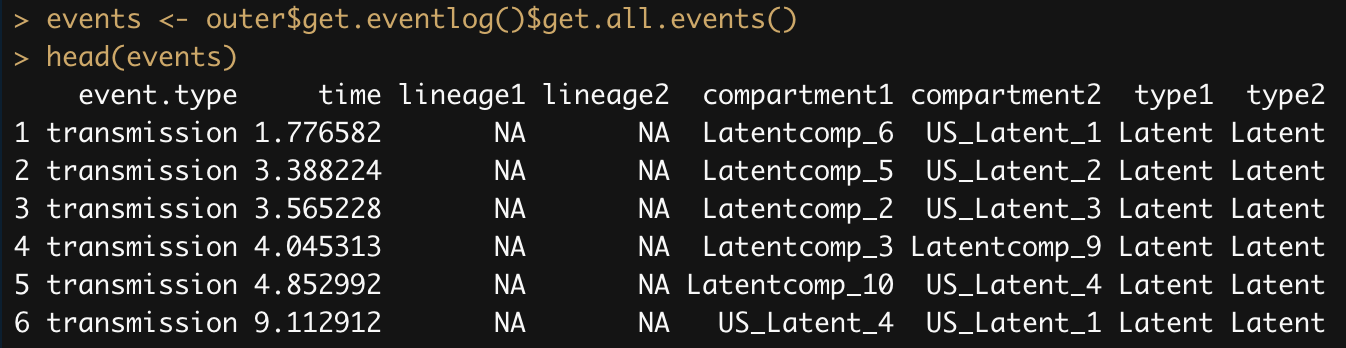 > events <- outer$get.eventlog()$get.all.events()
> head(events)
    event.type     time lineage1 lineage2  compartment1 compartment2  type1  type2
1 transmission 1.776582       NA       NA  Latentcomp_6  US_Latent_1 Latent Latent
2 transmission 3.388224       NA       NA  Latentcomp_5  US_Latent_2 Latent Latent
3 transmission 3.565228       NA       NA  Latentcomp_2  US_Latent_3 Latent Latent
4 transmission 4.045313       NA       NA  Latentcomp_3 Latentcomp_9 Latent Latent
5 transmission 4.852992       NA       NA Latentcomp_10  US_Latent_4 Latent Latent
6 transmission 9.112912       NA       NA   US_Latent_4  US_Latent_1 Latent Latent